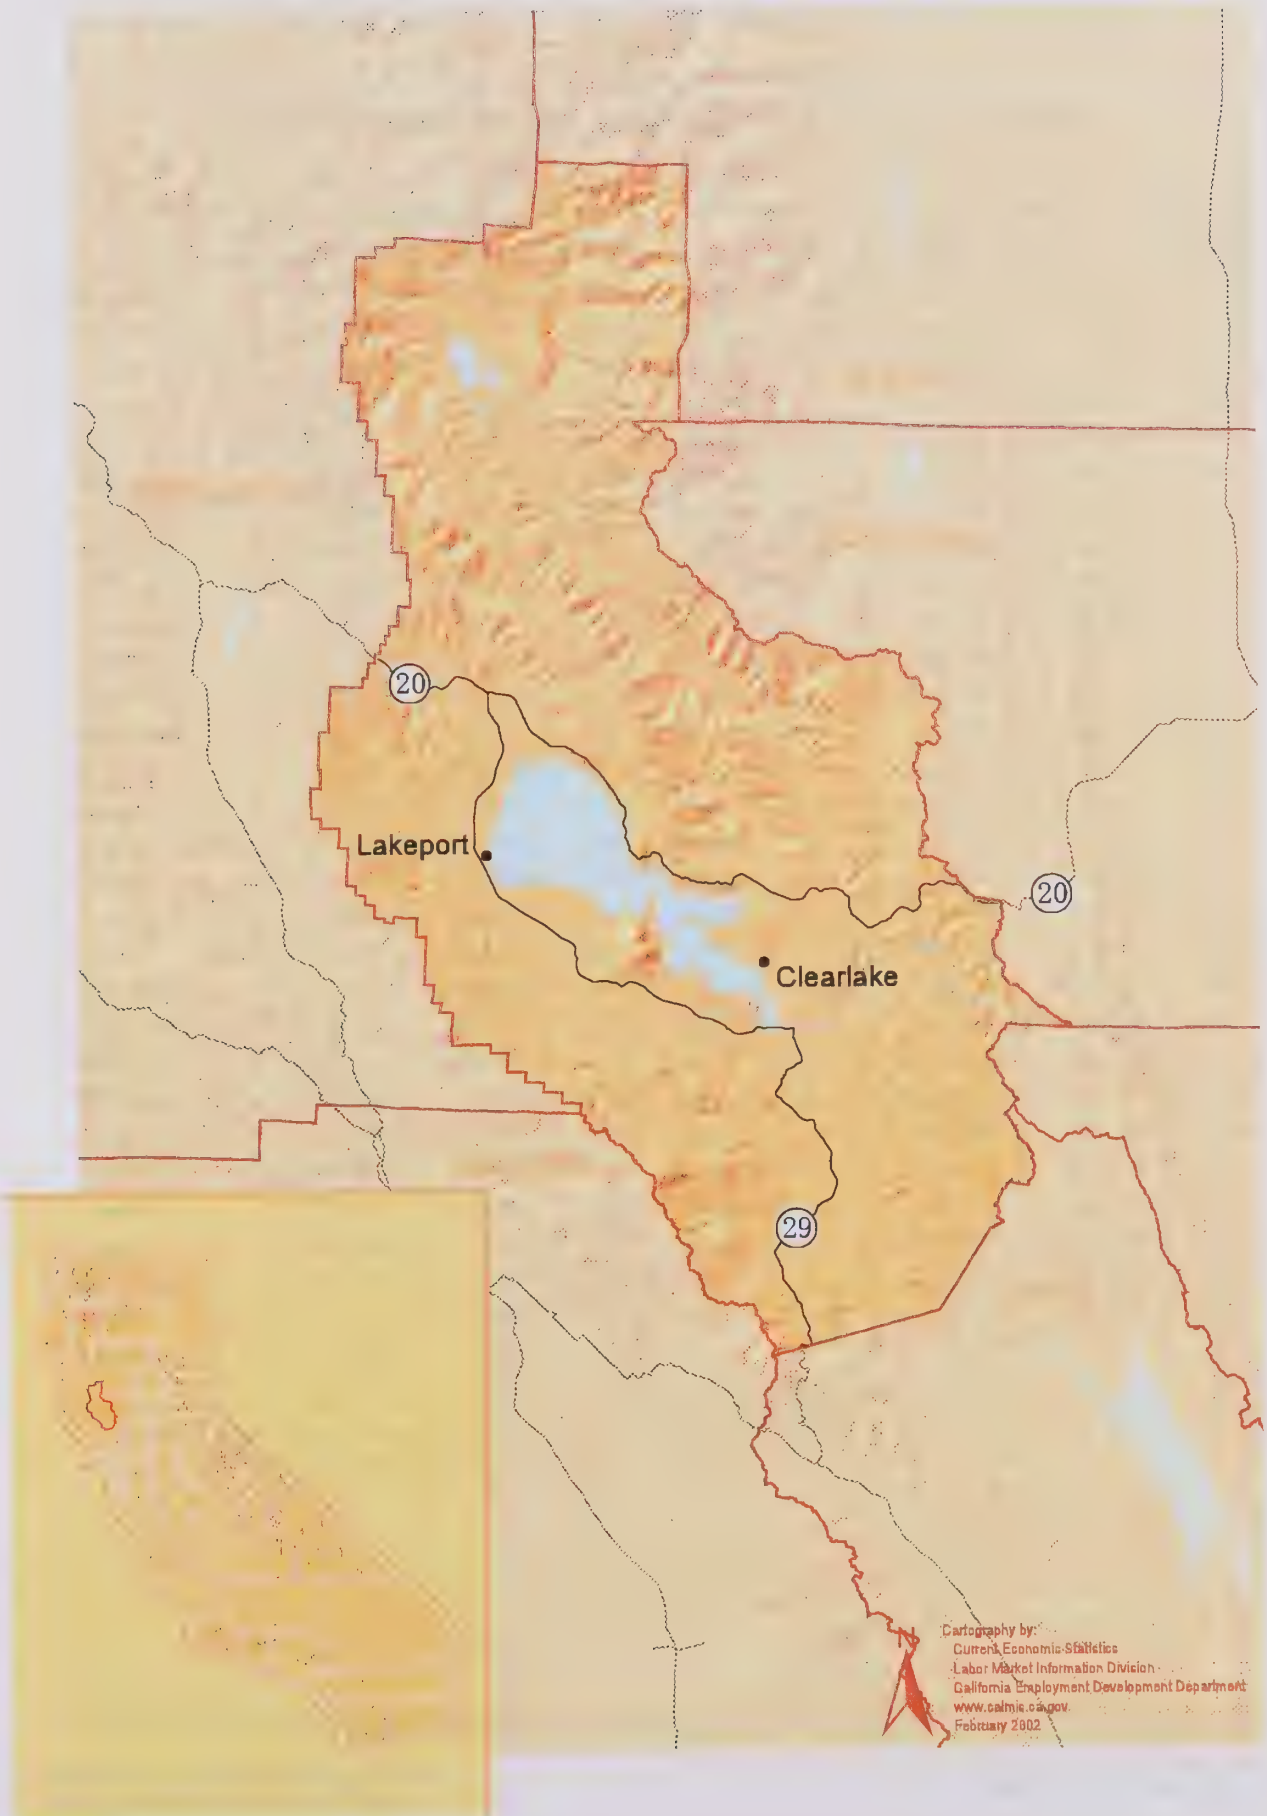 20
Lakeport
20
Clearlake
29
N
Cartography by:
Current Economic Statistics
Labor Market Information Division
California Employment Development Department
www.calmis.ca.gov
February 2002